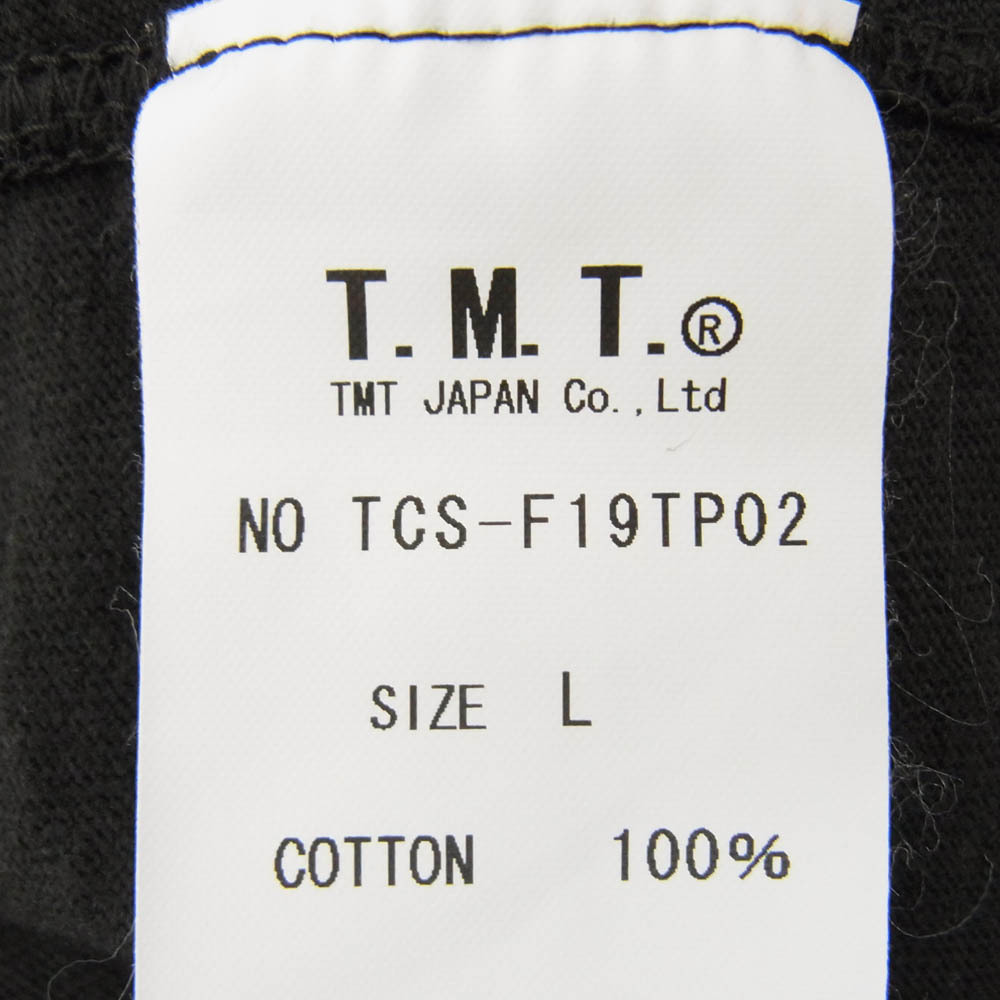 T.M.T.®
TMT JAPAN Co.,Ltd
NO TCS-F19TP02
SIZE L
COTTON 100%